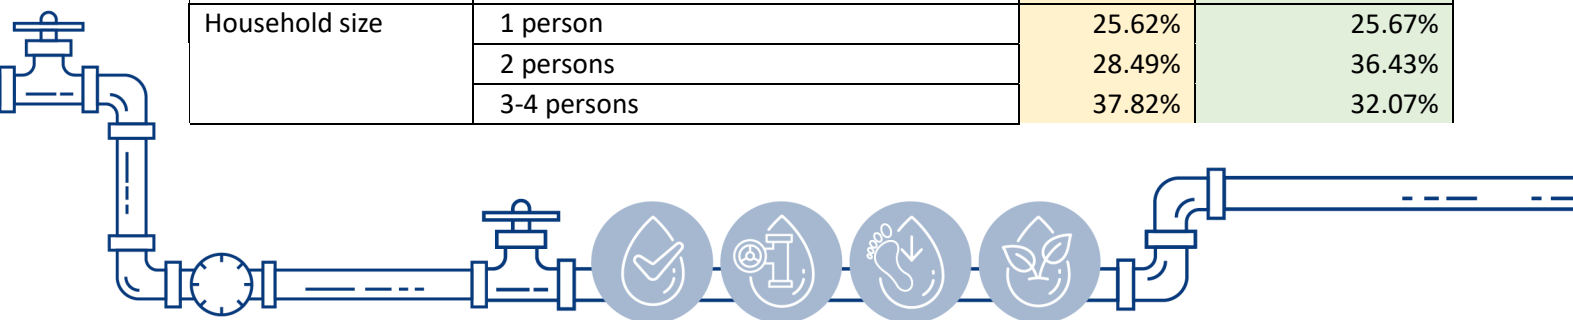 Household size 1 person 25.62% 25.67%
2 persons 28.49% 36.43%
3-4 persons 37.82% 32.07%